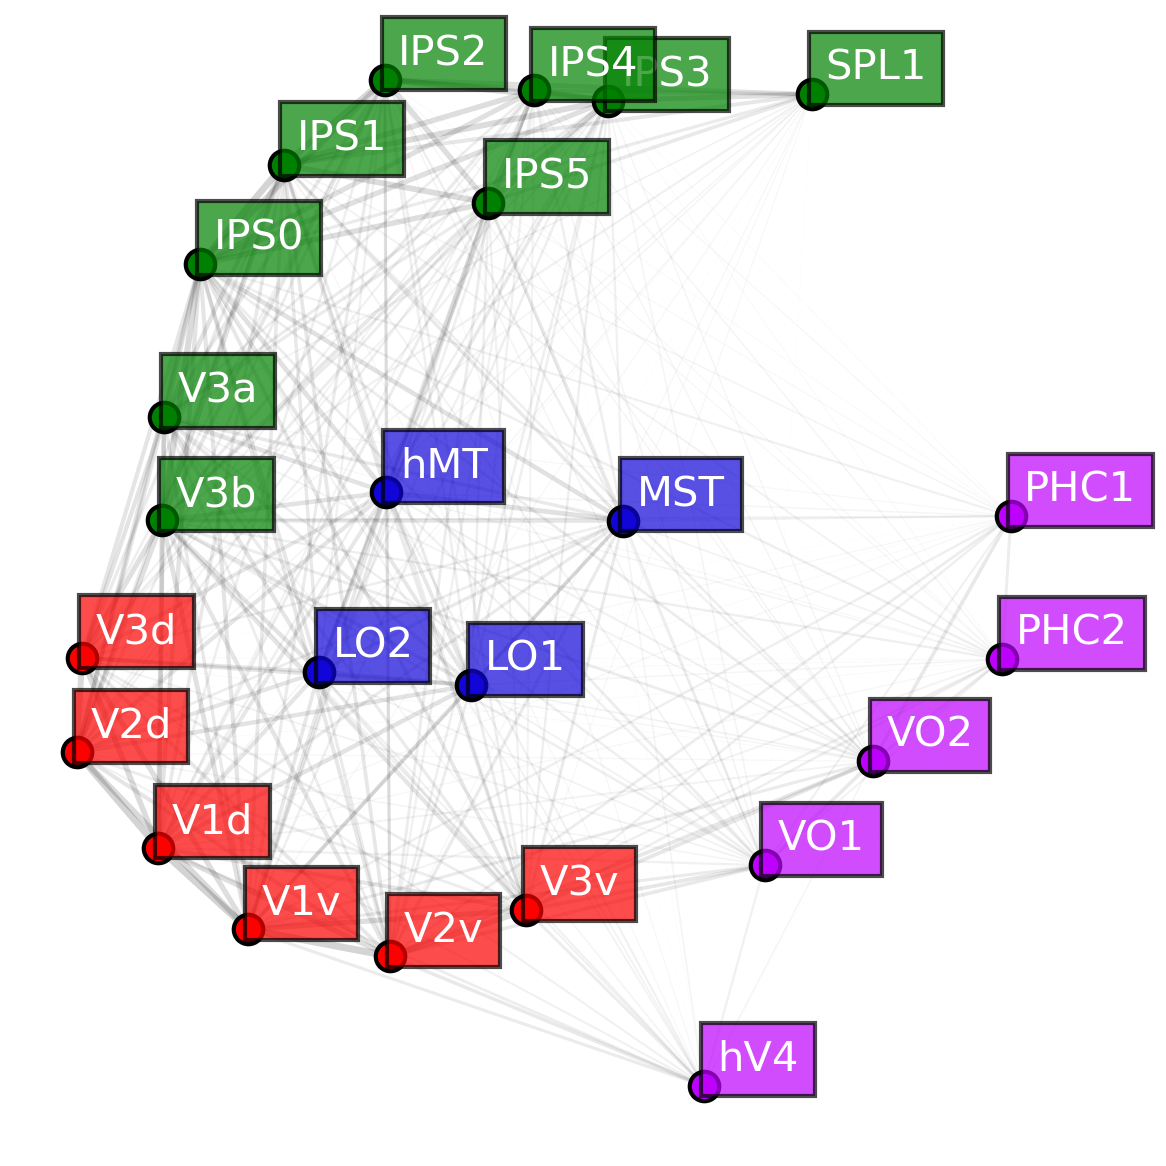 IPS2
IPS4
IPS3
SPL1
IPS1
IPS5
IPS0
V3a
hMT
MST
PHC1
V3b
V3d
LO2
LO1
PHC2
V2d
VO2
V1d
VO1
V1v
V3v
V2v
hV4